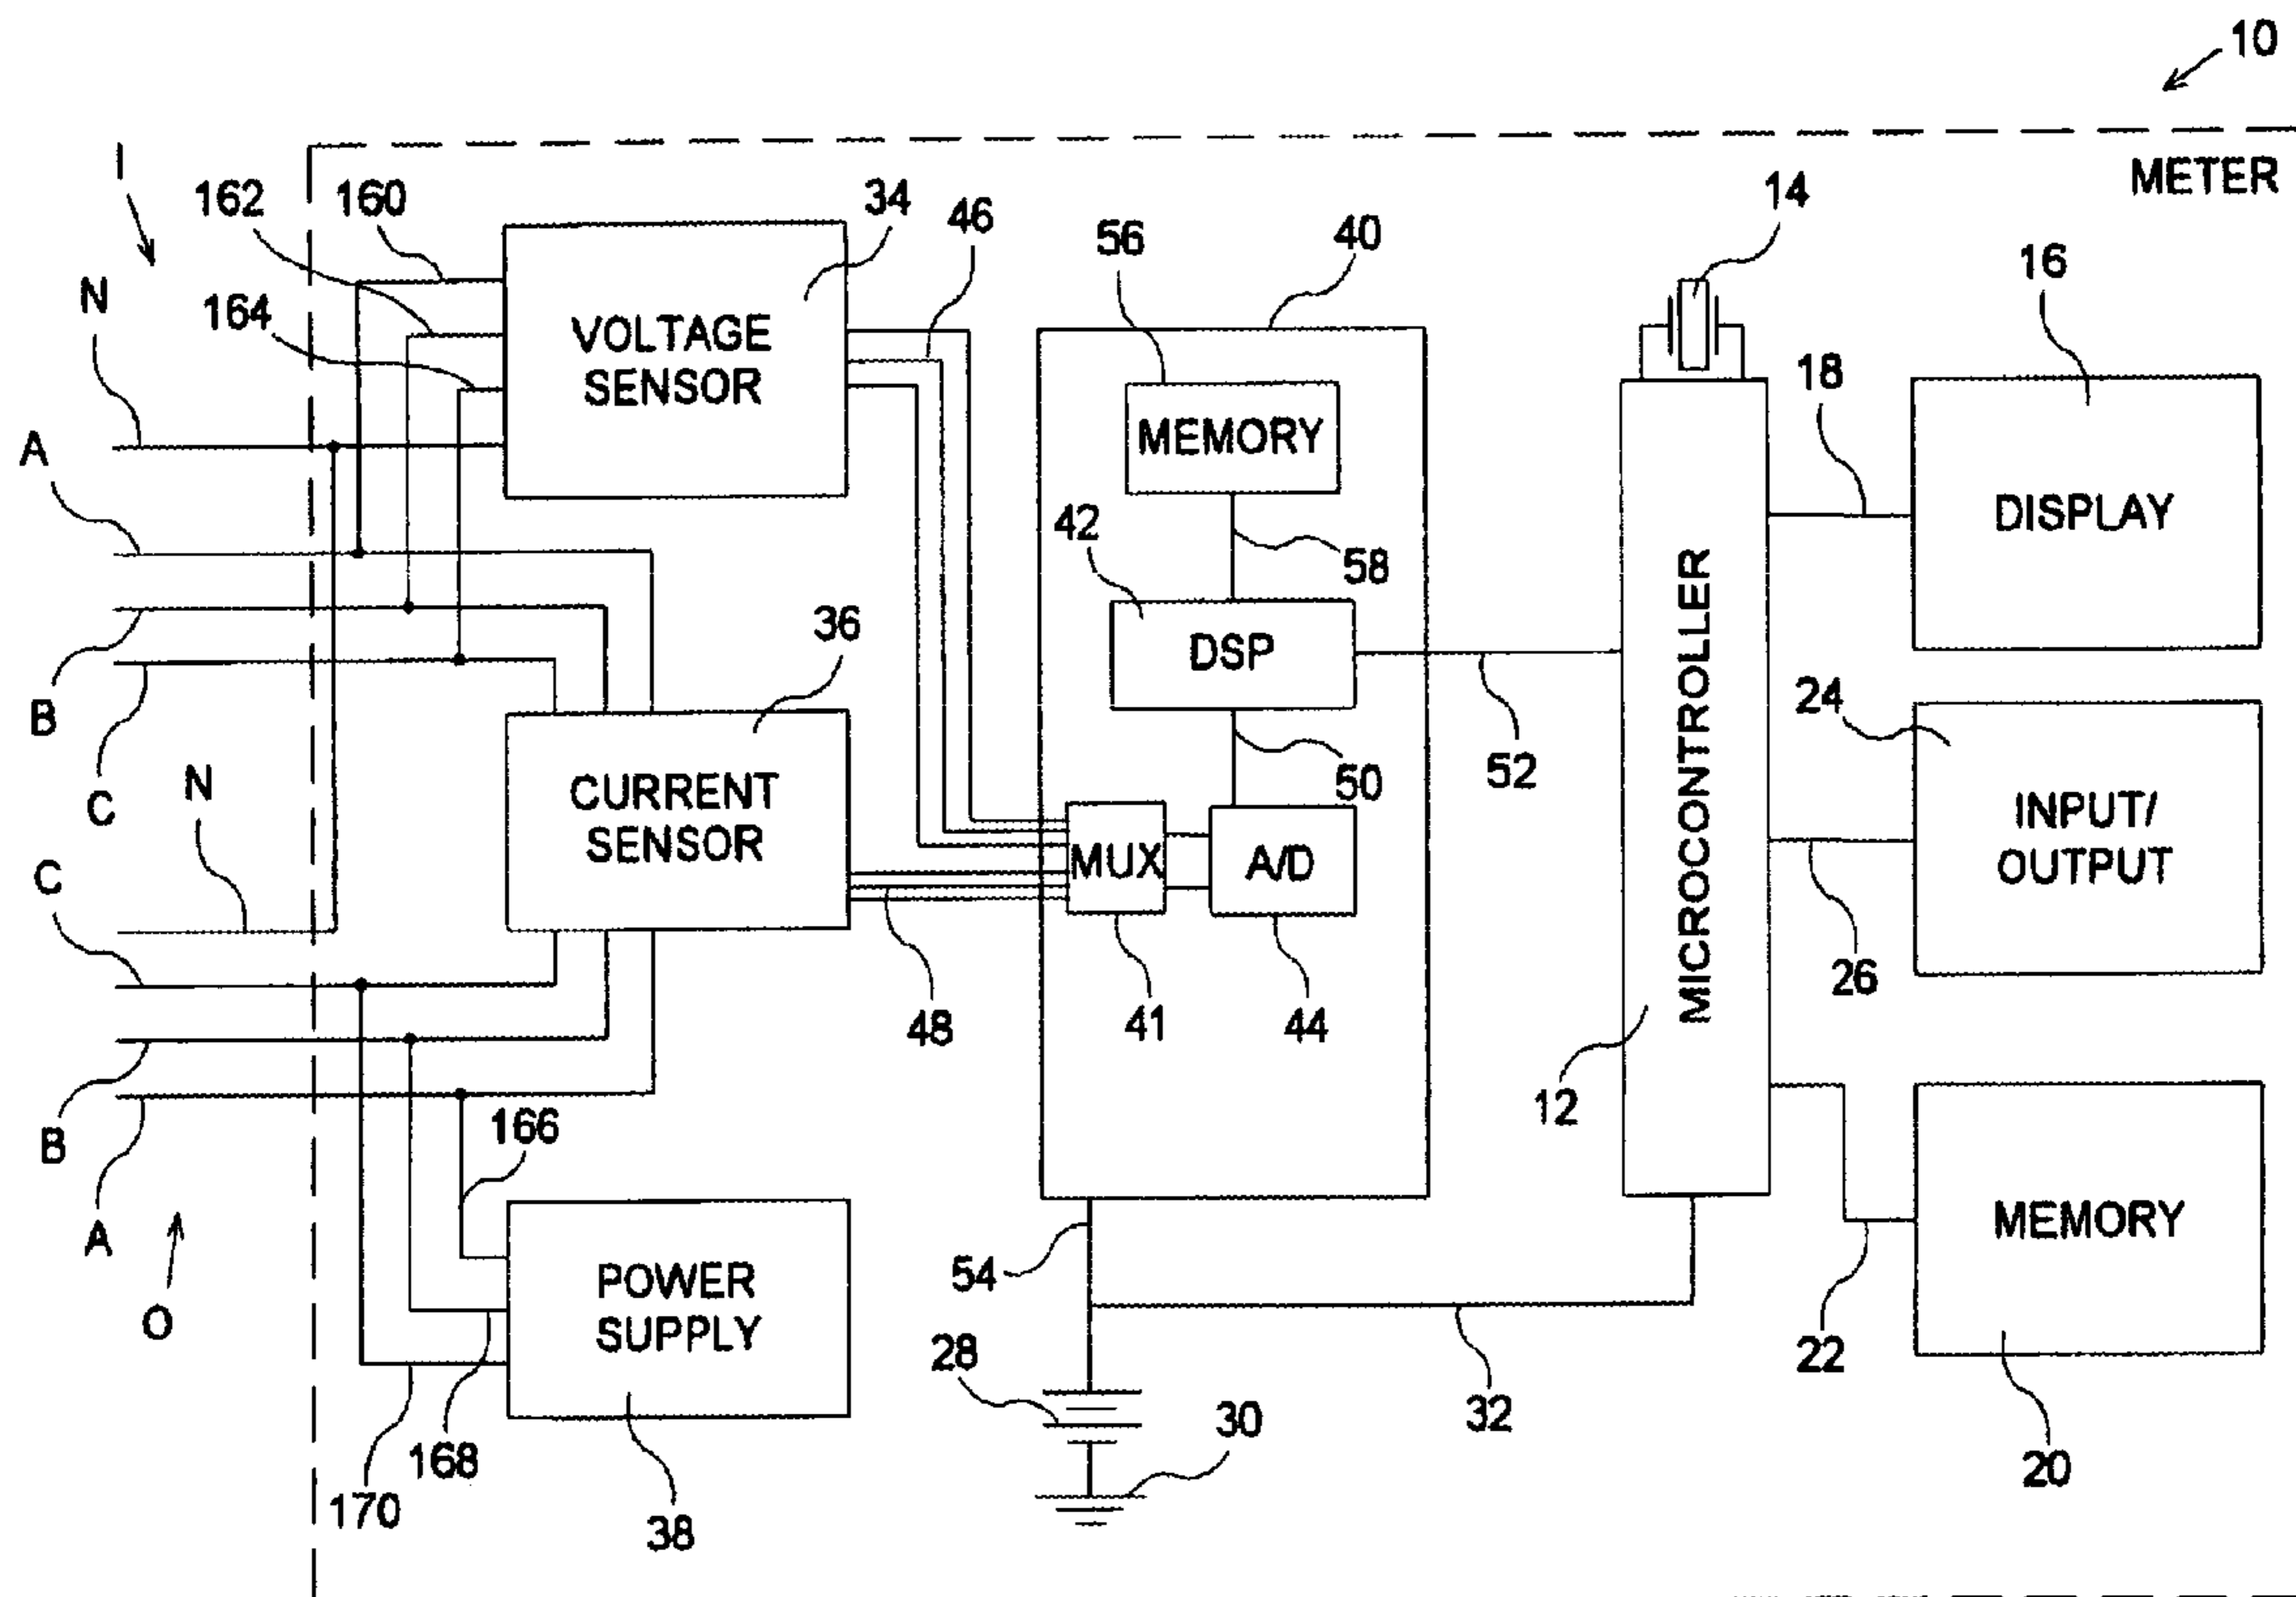 10
METER
I
162
160
34
46
56
40
14
16
N
164
VOLTAGE
SENSOR
MEMORY
18
A
DISPLAY
42
58
DSP
MICROCONTROLLER
36
B
C
24
52
50
N
CURRENT
SENSOR
INPUT/
OUTPUT
MUX
A/D
C
26
48
41
44
12
B
166
A
MEMORY
54
O
POWER
SUPPLY
28
22
32
30
168
170
38
20